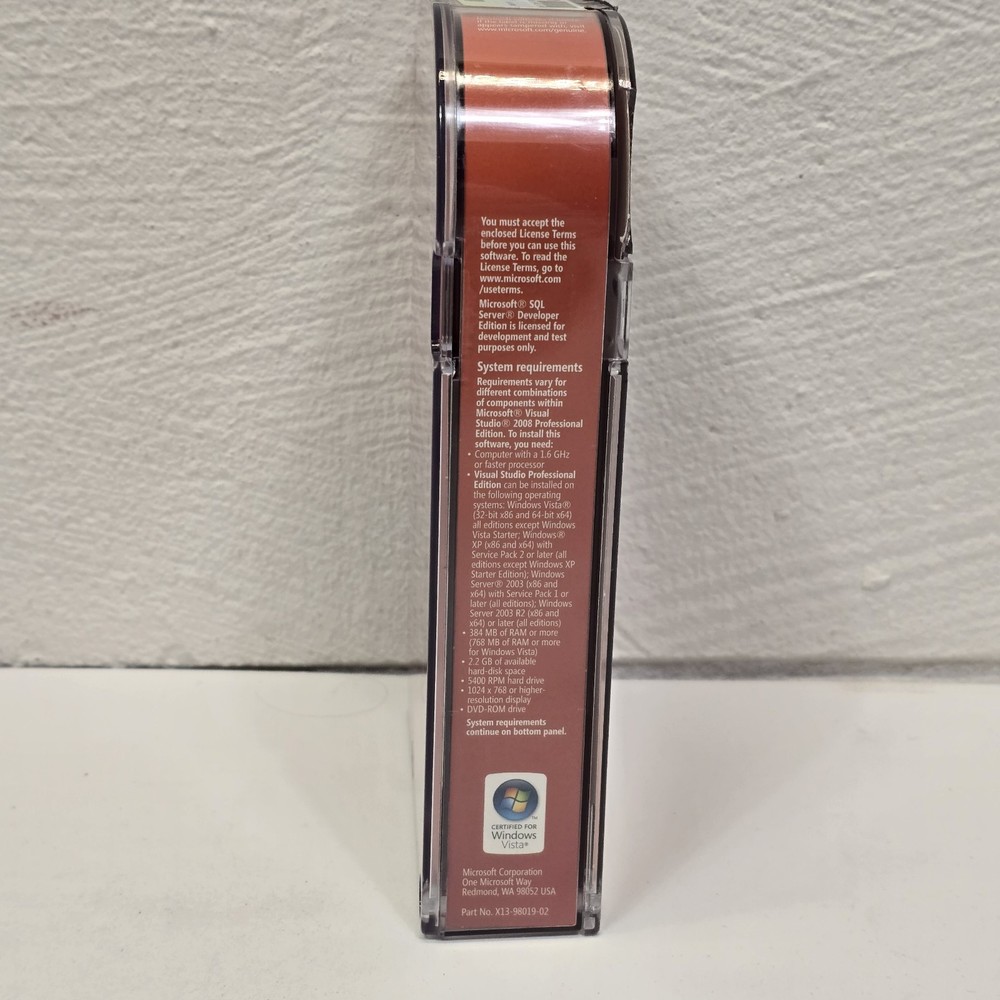 appears tampered with, visit
www.microsoft.com/genuine.
You must accept the
enclosed License Terms
before you can use this
software. To read the
License Terms, go to
www.microsoft.com
/useterms.
Microsoft® SQL
Server® Developer
Edition is licensed for
development and test
purposes only.
System requirements
Requirements vary for
different combinations
of components within
Microsoft® Visual
Studio® 2008 Professional
Edition. To install this
software, you need:
• Computer with a 1.6 GHz
or faster processor
• Visual Studio Professional
Edition can be installed on
the following operating
systems: Windows Vista®
(32-bit x86 and 64-bit x64)
all editions except Windows
Vista Starter; Windows®
XP (x86 and x64) with
Service Pack 2 or later (all
editions except Windows XP
Starter Edition); Windows
Server® 2003 (x86 and
x64) with Service Pack 1 or
later (all editions); Windows
Server 2003 R2 (x86 and
x64) or later (all editions)
• 384 MB of RAM or more
(768 MB of RAM or more
for Windows Vista)
• 2.2 GB of available
hard-disk space
• 5400 RPM hard drive
• 1024 x 768 or higher-
resolution display
• DVD-ROM drive
System requirements
continue on bottom panel.
TM
CERTIFIED FOR
Windows
Vista®
Microsoft Corporation
One Microsoft Way
Redmond, WA 98052 USA
Part No. X13-98019-02